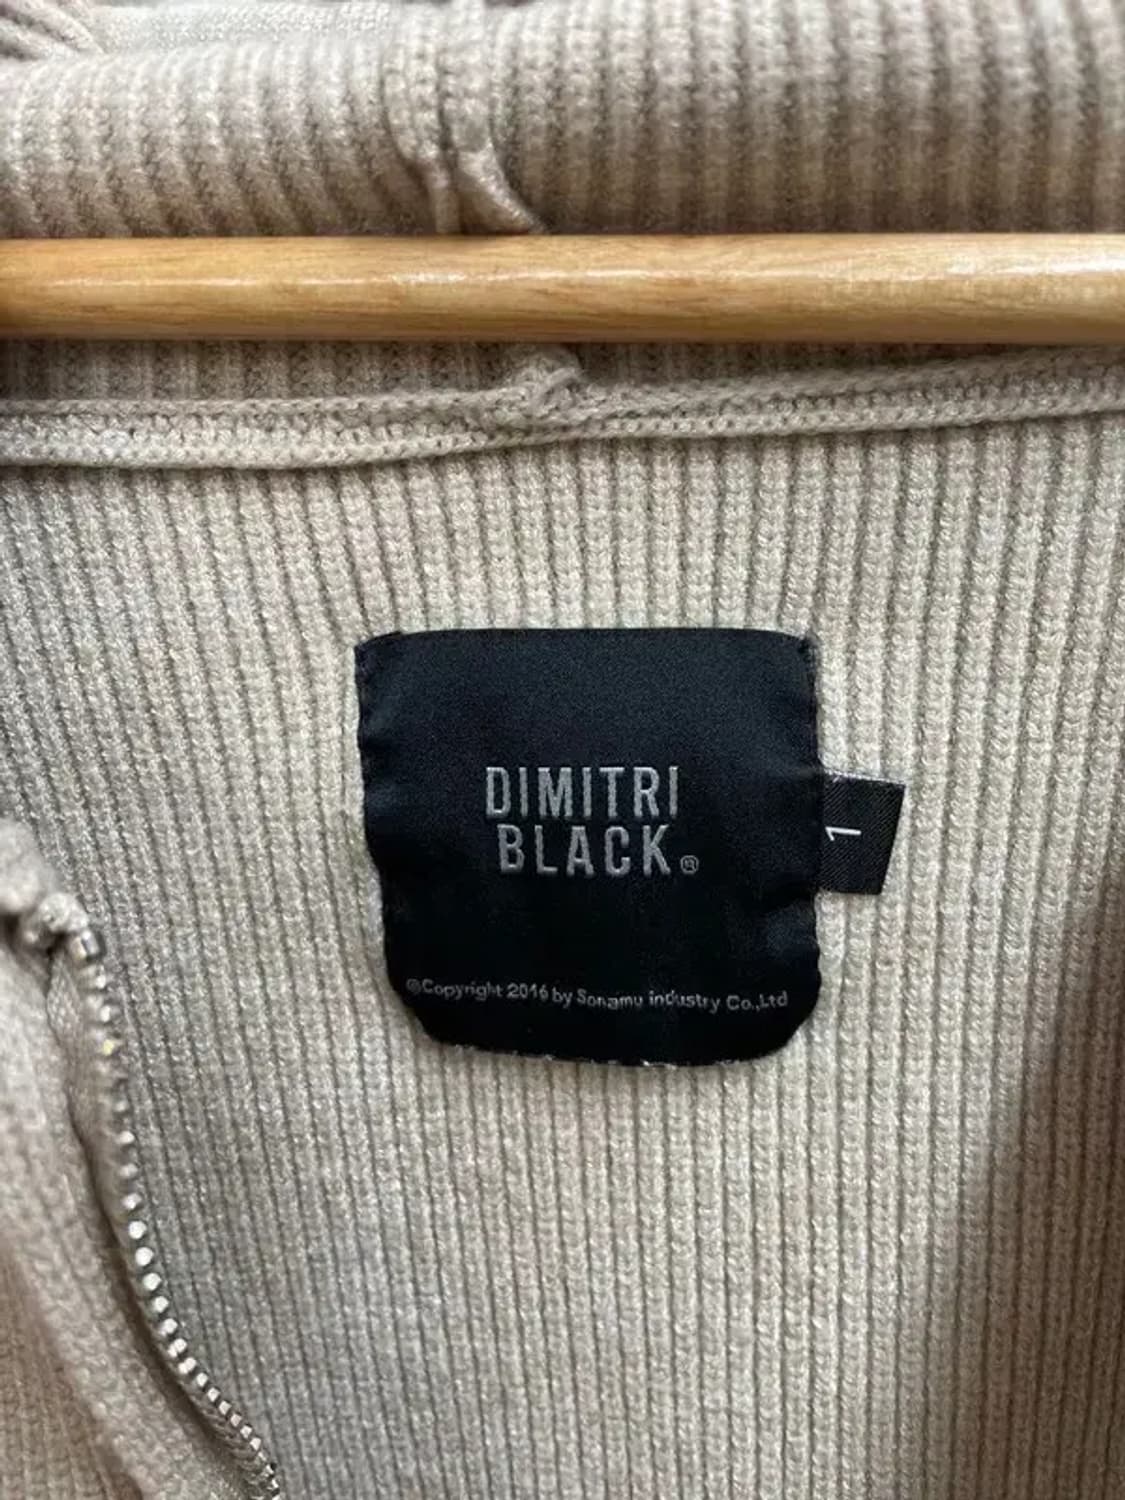 DIMITRI
BLACK®
1
©Copyright 2016 by Sonamu industry Co.,Ltd